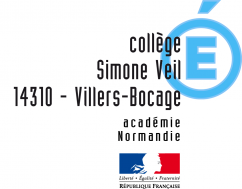 collège
Simone Veil
14310 - Villers-Bocage
É
académie
Normandie
Liberté • Égalité • Fraternité
RÉPUBLIQUE FRANÇAISE